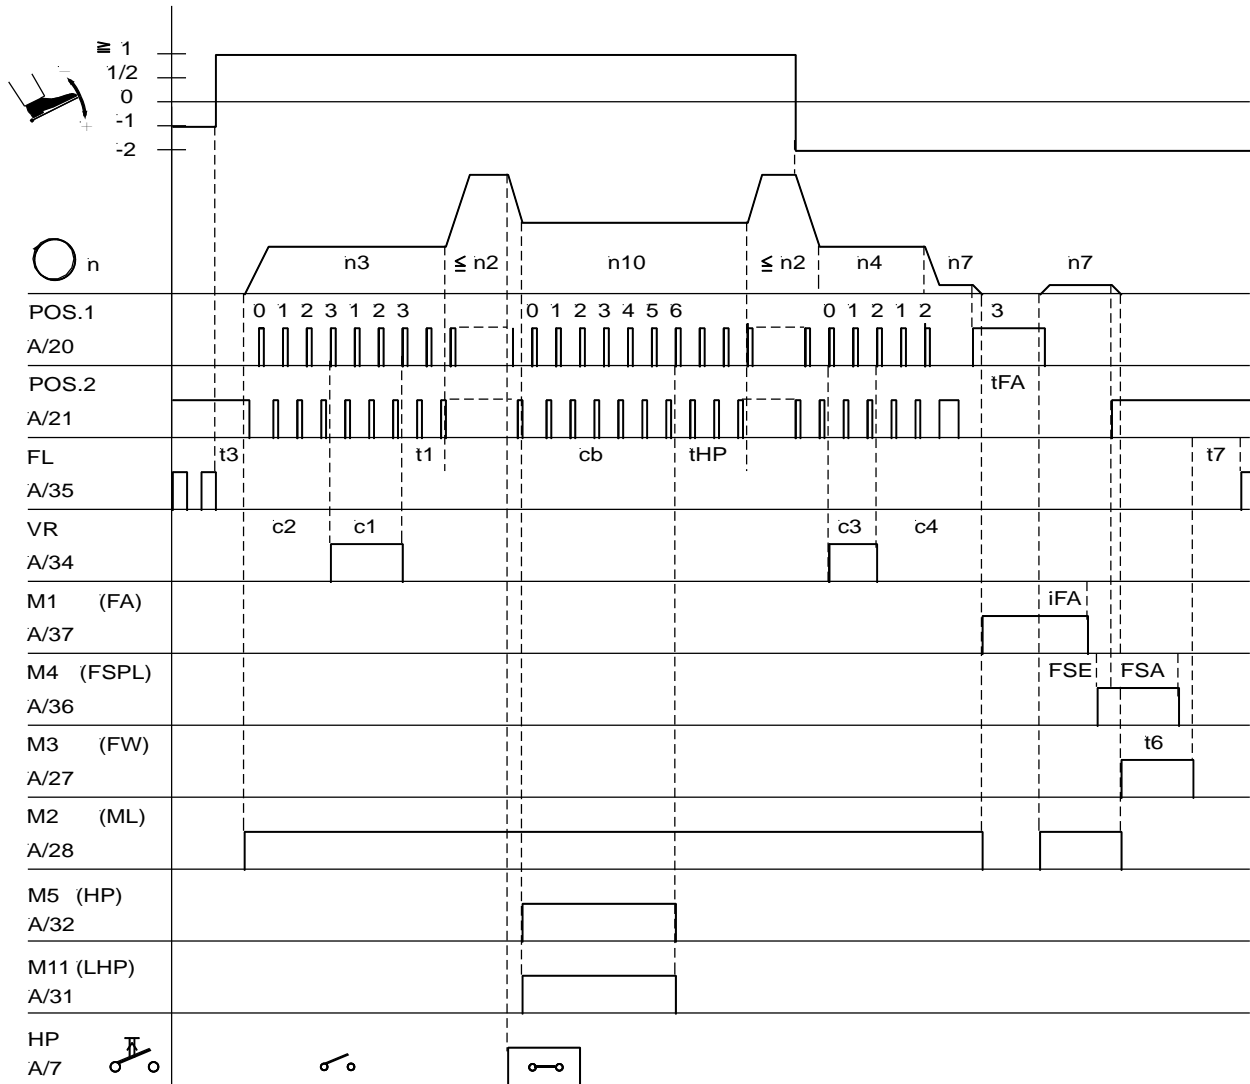 ≧ 1
1/2
0
-1
-2
− +
n
n3 ≦ n2 n10 ≦ n2 n4 n7 n7
POS.1 0 1 2 3 1 2 3 0 1 2 3 4 5 6 0 1 2 1 2 3
A/20
POS.2 tFA
A/21
FL t3 t1 cb tHP t7
A/35
VR c2 c1 c3 c4
A/34
M1 (FA) iFA
A/37
M4 (FSPL) FSE FSA
A/36
M3 (FW) t6
A/27
M2 (ML)
A/28
M5 (HP)
A/32
M11 (LHP)
A/31
HP
A/7